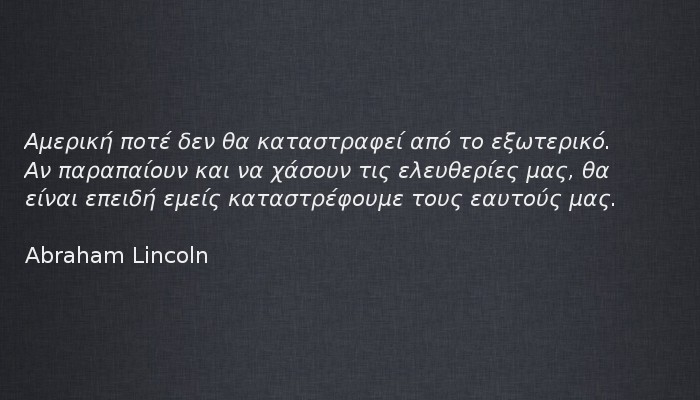 Αμερική ποτέ δεν θα καταστραφεί από το εξωτερικό.
Αν παραπαίουν και να χάσουν τις ελευθερίες μας, θα
είναι επειδή εμείς καταστρέφουμε τους εαυτούς μας.
Abraham Lincoln